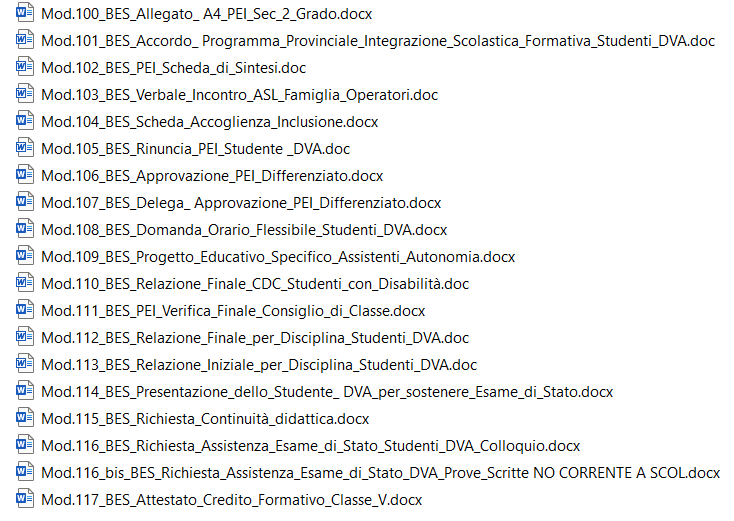 Mod.100_BES_Allegato_ A4_PEI_Sec_2_Grado.docx
Mod.101_BES_Accordo_ Programma_Provinciale_Integrazione_Scolastica_Formativa_Studenti_DVA.doc
Mod.102_BES_PEI_Scheda_di_Sintesi.doc
Mod.103_BES_Verbale_Incontro_ASL_Famiglia_Operatori.doc
Mod.104_BES_Scheda_Accoglienza_Inclusione.docx
Mod.105_BES_Rinuncia_PEI_Studente _DVA.doc
Mod.106_BES_Approvazione_PEI_Differenziato.docx
Mod.107_BES_Delega_ Approvazione_PEI_Differenziato.docx
Mod.108_BES_Domanda_Orario_Flessibile_Studenti_DVA.docx
Mod.109_BES_Progetto_Educativo_Specifico_Assistenti_Autonomia.docx
Mod.110_BES_Relazione_Finale_CDC_Studenti_con_Disabilità.doc
Mod.111_BES_PEI_Verifica_Finale_Consiglio_di_Classe.docx
Mod.112_BES_Relazione_Finale_per_Disciplina_Studenti_DVA.doc
Mod.113_BES_Relazione_Iniziale_per_Disciplina_Studenti_DVA.doc
Mod.114_BES_Presentazione_dello_Studente_ DVA_per_sostenere_Esame_di_Stato.docx
Mod.115_BES_Richiesta_Continuità_didattica.docx
Mod.116_BES_Richiesta_Assistenza_Esame_di_Stato_Studenti_DVA_Colloquio.docx
Mod.116_bis_BES_Richiesta_Assistenza_Esame_di_Stato_DVA_Prove_Scritte NO CORRENTE A SCOL.docx
Mod.117_BES_Attestato_Credito_Formativo_Classe_V.docx